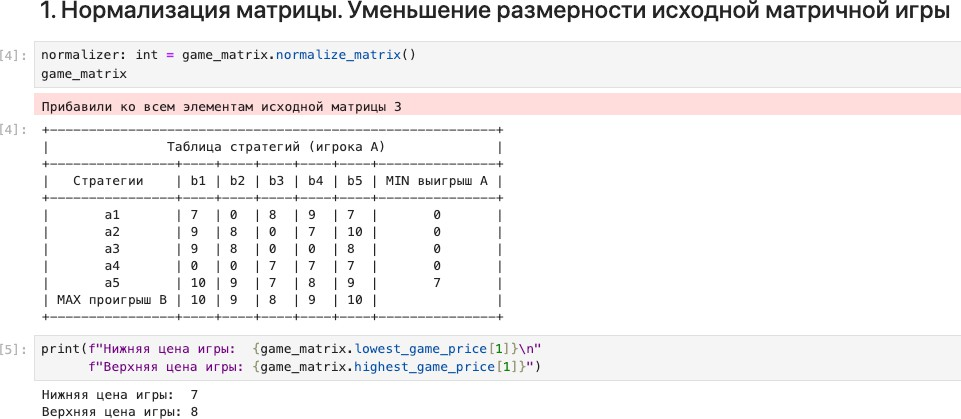 1. Нормализация матрицы. Уменьшение размерности исходной матричной игры
[4]: normalizer: int = game_matrix.normalize_matrix()
game_matrix
Прибавили ко всем элементам исходной матрицы 3
[4]: +----------------------------------------------------------+
| Таблица стратегий (игрока A) |
+-----------------+----+----+----+----+----+---------------+
| Стратегии | b1 | b2 | b3 | b4 | b5 | MIN выигрыш A |
+-----------------+----+----+----+----+----+---------------+
| a1 | 7 | 0 | 8 | 9 | 7 | 0 |
| a2 | 9 | 8 | 0 | 7 | 10 | 0 |
| a3 | 9 | 8 | 0 | 0 | 8 | 0 |
| a4 | 0 | 0 | 7 | 7 | 7 | 0 |
| a5 | 10 | 9 | 7 | 8 | 9 | 7 |
| MAX проигрыш B | 10 | 9 | 8 | 9 | 10 | |
+-----------------+----+----+----+----+----+---------------+
[5]: print(f"Нижняя цена игры:  {game_matrix.lowest_game_price[1]}\n"
f"Верхняя цена игры: {game_matrix.highest_game_price[1]}")
Нижняя цена игры:  7
Верхняя цена игры: 8